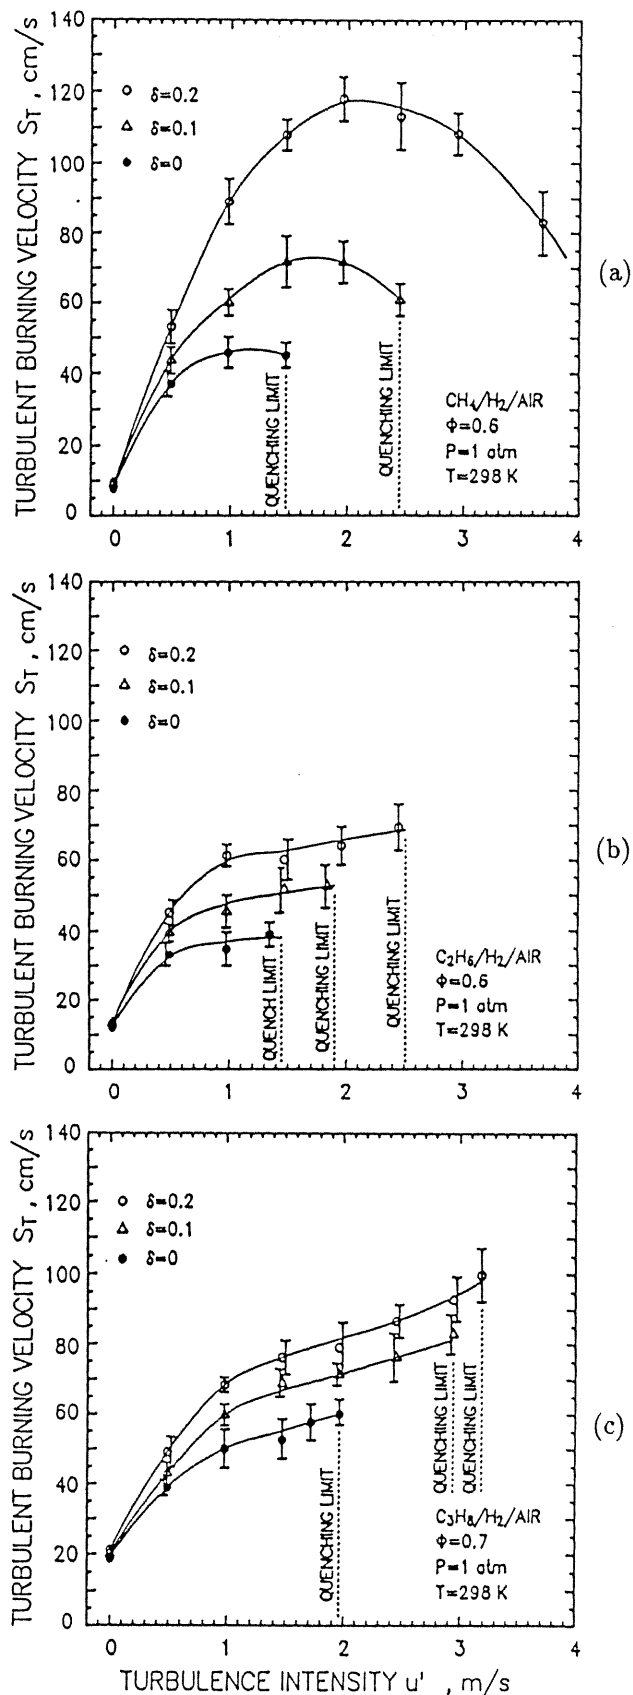 TURBULENT BURNING VELOCITY S_T , cm/s
140
120
100
80
60
40
20
0
δ=0.2
δ=0.1
δ=0
QUENCHING LIMIT
QUENCHING LIMIT
CH₄/H₂/AIR
Φ=0.6
P=1 atm
T=298 K
0 1 2 3 4
(a)
TURBULENT BURNING VELOCITY S_T , cm/s
140
120
100
80
60
40
20
0
δ=0.2
δ=0.1
δ=0
QUENCH LIMIT
QUENCHING LIMIT
QUENCHING LIMIT
C₂H₆/H₂/AIR
Φ=0.6
P=1 atm
T=298 K
0 1 2 3 4
(b)
TURBULENT BURNING VELOCITY S_T , cm/s
140
120
100
80
60
40
20
0
δ=0.2
δ=0.1
δ=0
QUENCHING LIMIT
QUENCHING LIMIT
QUENCHING LIMIT
C₃H₈/H₂/AIR
Φ=0.7
P=1 atm
T=298 K
0 1 2 3 4
(c)
TURBULENCE INTENSITY u' , m/s